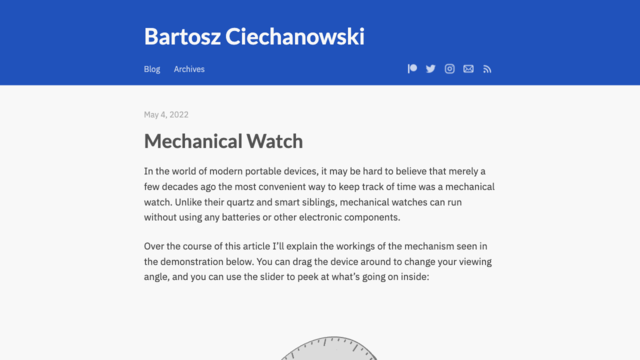 Bartosz Ciechanowski
Blog Archives
May 4, 2022
Mechanical Watch
In the world of modern portable devices, it may be hard to believe that merely a
few decades ago the most convenient way to keep track of time was a mechanical
watch. Unlike their quartz and smart siblings, mechanical watches can run
without using any batteries or other electronic components.
Over the course of this article I’ll explain the workings of the mechanism seen in
the demonstration below. You can drag the device around to change your viewing
angle, and you can use the slider to peek at what’s going on inside: